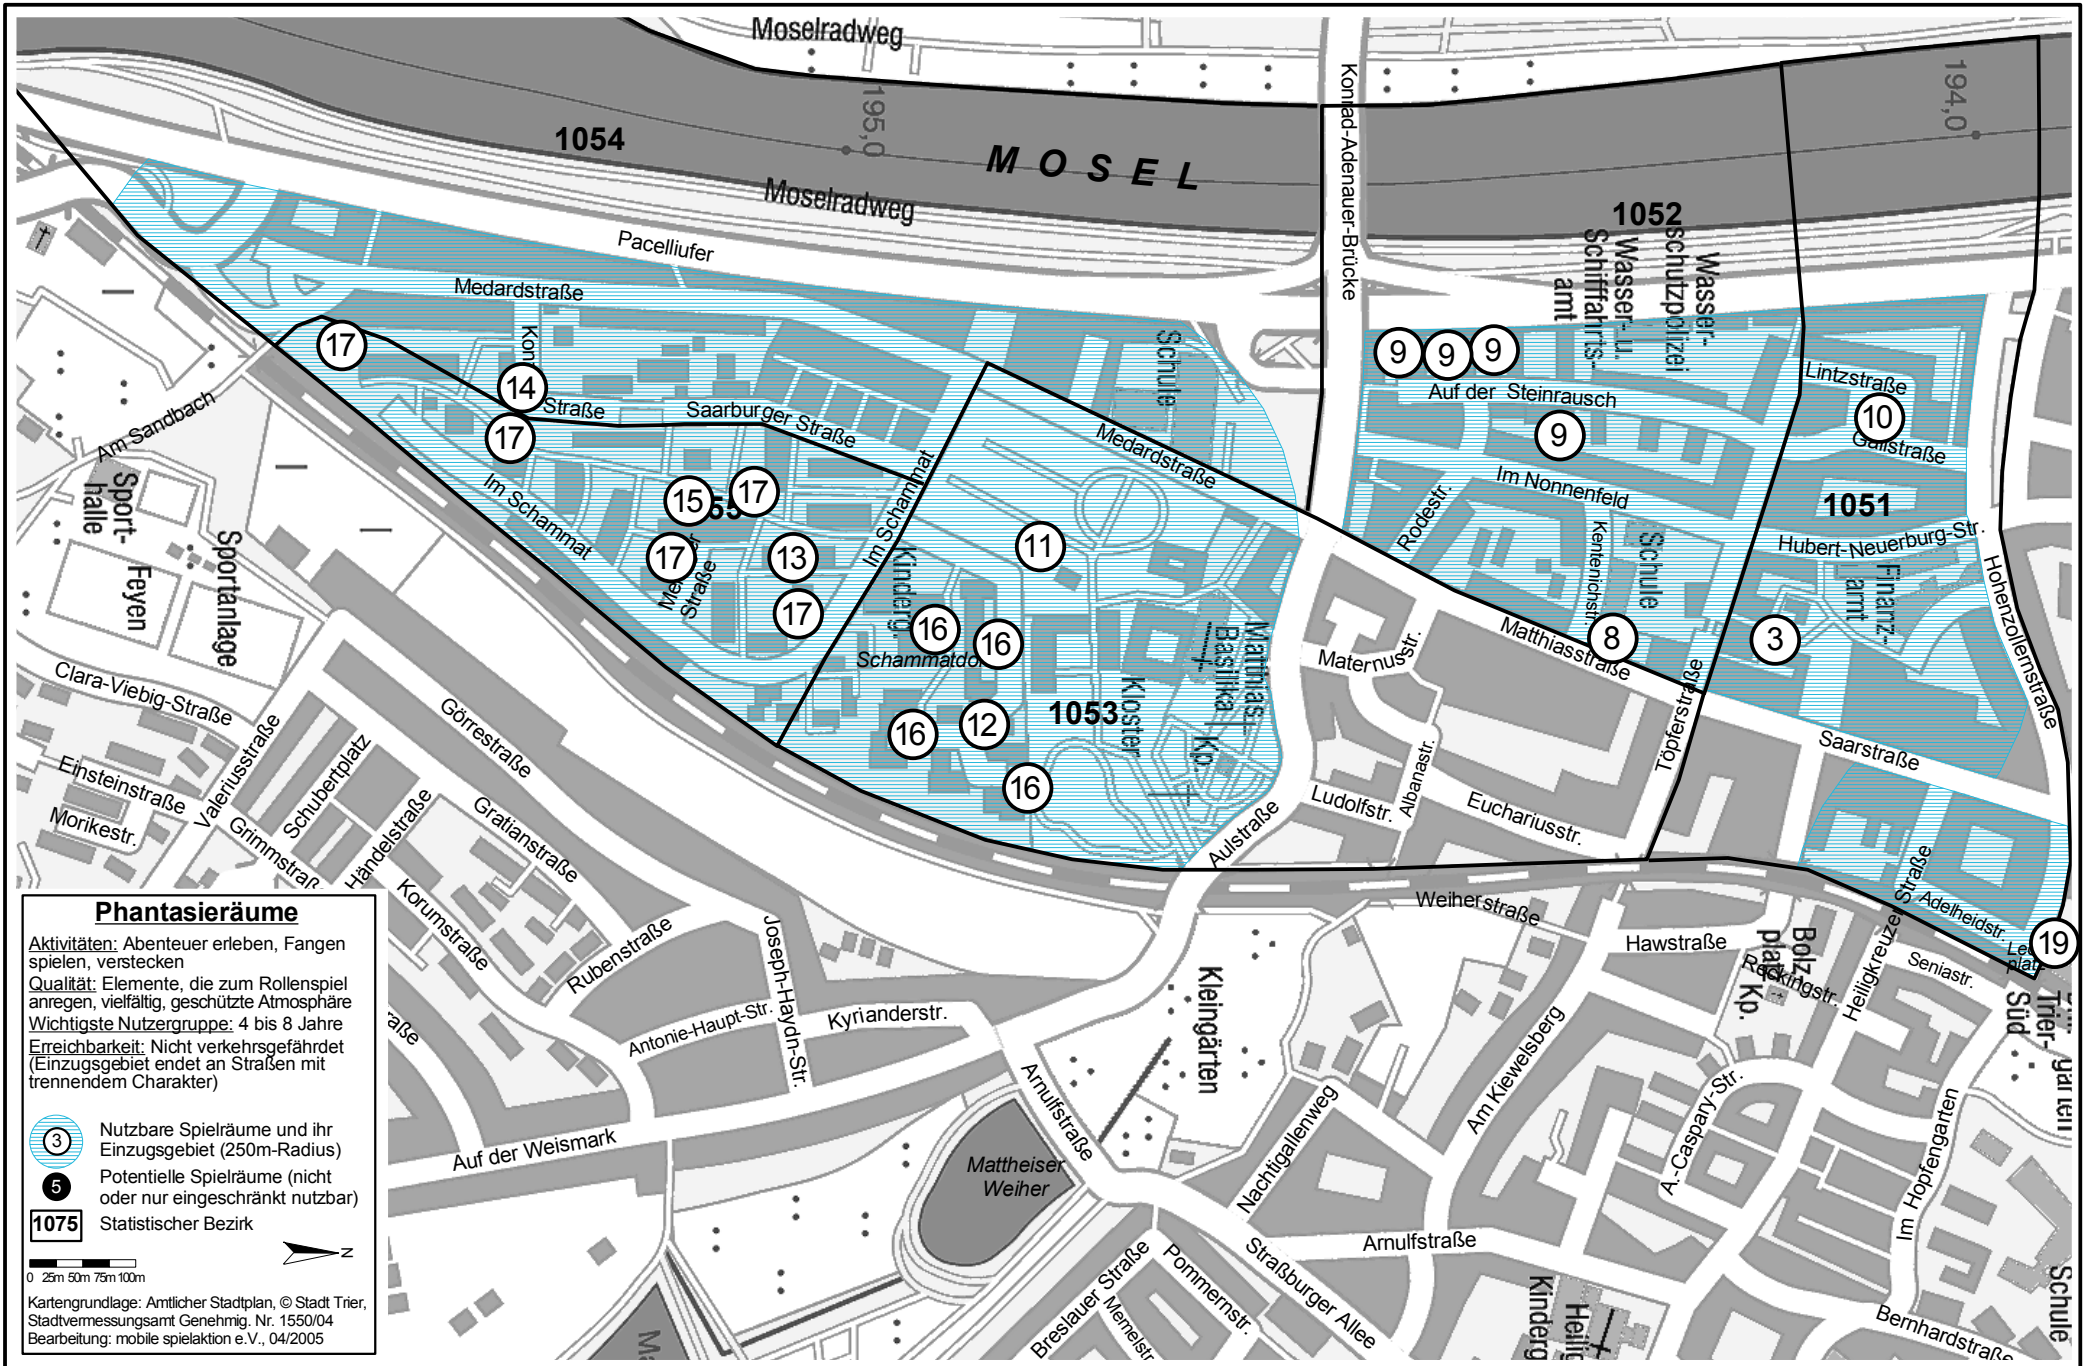 Moselradweg
195,0
194,0
1054
M O S E L
Moselradweg
Konrad-Adenauer-Brücke
1052
Wasser-
schutzpolizei
Wasser-u.
Schifffahrts-
amt
Pacelliufer
Medardstraße
Schule
17
14
Straße
Saarburger Straße
9
9
9
Auf der Steinrausch
9
Lintzstraße
10
Gallstraße
Am Sandbach
17
Medardstraße
Im Nonnenfeld
1051
Sport-
halle
Im Schammat
15
17
Im Schammat
Rodestr.
Kentenichstr.
Schule
Hubert-Neuerburg-Str.
Finanz-
amt
Hohenzollernstraße
Feyen
Sportanlage
17
13
Straße
17
Kinderg.
11
16
16
Schammatdorf
Matthias
Basilika
Kp.
Kloster
Maternusstr.
Matthiasstraße
8
3
16
12
1053
16
Clara-Viebig-Straße
Görrestraße
Einsteinstraße
Valeriusstraße
Schubertplatz
Morikestr.
Grimmstraße
Händelstraße
Gratianstraße
Korumstraße
Aulstraße
Ludolfstr.
Albanastr.
Euchariusstr.
Töpferstraße
Saarstraße
Weiherstraße
Hawstraße
Bolz
platz
Kp.
Reckingstr.
Heiligkreuzer Straße
Adelheidstr.
Seniastr.
19
Trier-
Süd
Rubenstraße
Joseph-Haydn-Str.
Antonie-Haupt-Str.
Kyrianderstr.
Kleingärten
Auf der Weismark
Arnulfstraße
Mattheiser
Weiher
Nachtigallenweg
Am Kiewelsberg
A.-Caspary-Str.
Im Hopfengarten
Arnulfstraße
Straßburger Allee
Breslauer Straße
Pommernstr.
Memelstr.
Kinderg.
Bernhardstraße
Schule
Phantasieräume
Aktivitäten: Abenteuer erleben, Fangen
spielen, verstecken
Qualität: Elemente, die zum Rollenspiel
anregen, vielfältig, geschützte Atmosphäre
Wichtigste Nutzergruppe: 4 bis 8 Jahre
Erreichbarkeit: Nicht verkehrsgefährdet
(Einzugsgebiet endet an Straßen mit
trennendem Charakter)
3 Nutzbare Spielräume und ihr
Einzugsgebiet (250m-Radius)
5 Potentielle Spielräume (nicht
oder nur eingeschränkt nutzbar)
1075 Statistischer Bezirk
N
0 25m 50m 75m 100m
Kartengrundlage: Amtlicher Stadtplan, © Stadt Trier,
Stadtvermessungsamt Genehmig. Nr. 1550/04
Bearbeitung: mobile spielaktion e.V., 04/2005